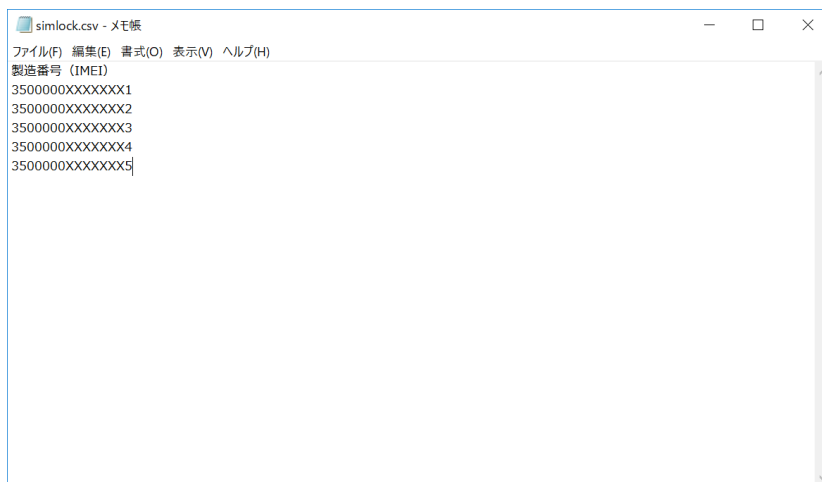 simlock.csv - メモ帳
ファイル(F) 編集(E) 書式(O) 表示(V) ヘルプ(H)
製造番号（IMEI）
3500000XXXXXXX1
3500000XXXXXXX2
3500000XXXXXXX3
3500000XXXXXXX4
3500000XXXXXXX5